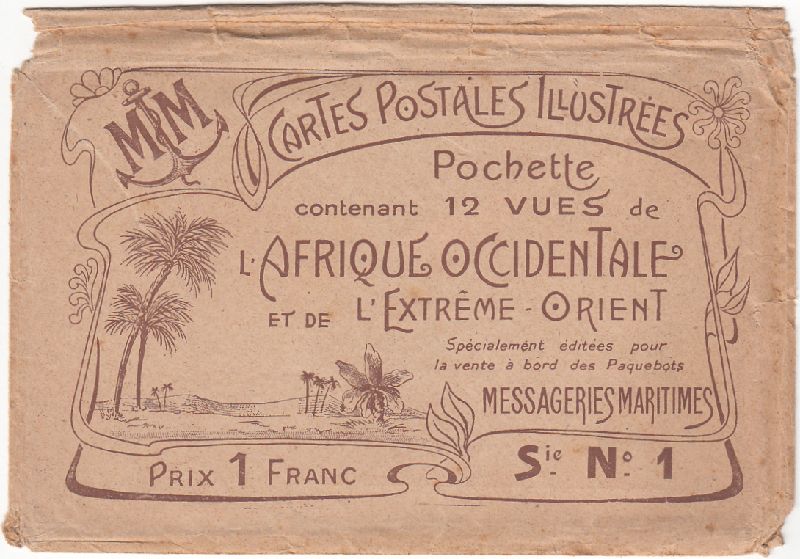 MM
CARTES POSTALES ILLUSTRÉES
Pochette
contenant 12 VUES de
L'AFRIQUE OCCIDENTALE
ET DE L'EXTRÊME-ORIENT
Spécialement éditées pour
la vente à bord des Paquebots
MESSAGERIES MARITIMES
PRIX 1 FRANC
Sie No 1